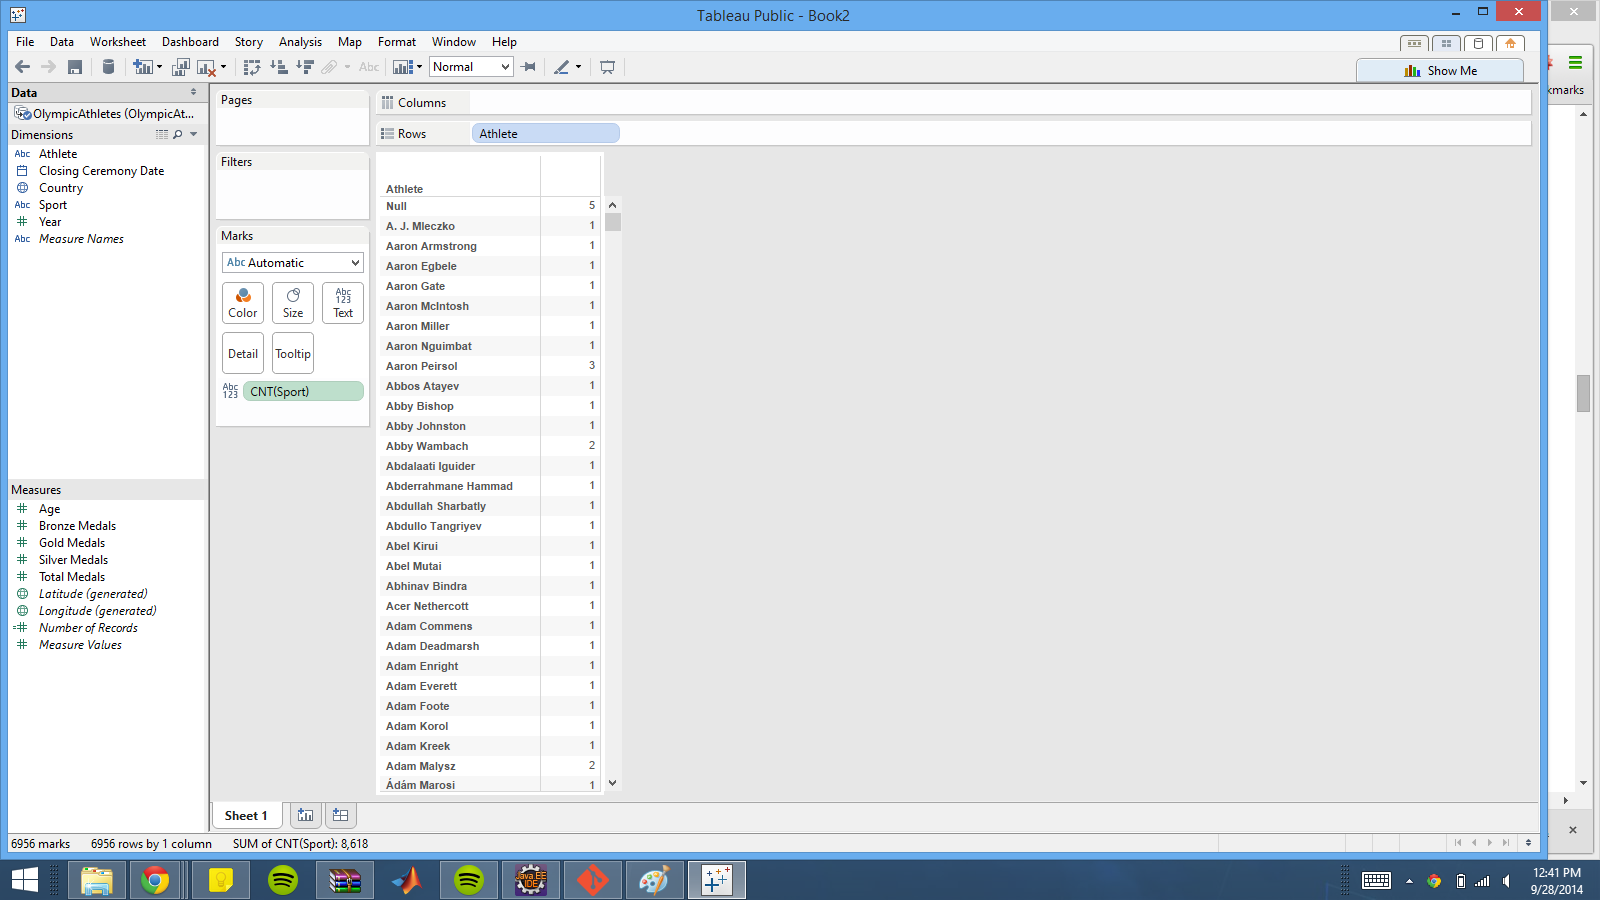 Tableau Public - Book2
File Data Worksheet Dashboard Story Analysis Map Format Window Help
Abc Normal
Show Me
kmarks
Data
OlympicAthletes (OlympicAt...
Dimensions
Abc Athlete
Closing Ceremony Date
Country
Abc Sport
Year
Abc Measure Names
Measures
Age
Bronze Medals
Gold Medals
Silver Medals
Total Medals
Latitude (generated)
Longitude (generated)
Number of Records
Measure Values
Pages
Filters
Marks
Abc Automatic
Color Size Abc 123 Text
Detail Tooltip
Abc 123 CNT(Sport)
Columns
Rows Athlete
Athlete
Null 5
A. J. Mleczko 1
Aaron Armstrong 1
Aaron Egbele 1
Aaron Gate 1
Aaron McIntosh 1
Aaron Miller 1
Aaron Nguimbat 1
Aaron Peirsol 3
Abbos Atayev 1
Abby Bishop 1
Abby Johnston 1
Abby Wambach 2
Abdalaati Iguider 1
Abderrahmane Hammad 1
Abdullah Sharbatly 1
Abdullo Tangriyev 1
Abel Kirui 1
Abel Mutai 1
Abhinav Bindra 1
Acer Nethercott 1
Adam Commens 1
Adam Deadmarsh 1
Adam Enright 1
Adam Everett 1
Adam Foote 1
Adam Korol 1
Adam Kreek 1
Adam Malysz 2
Ádám Marosi 1
Sheet 1
6956 marks 6956 rows by 1 column SUM of CNT(Sport): 8,618
Java EE
IDE
12:41 PM
9/28/2014